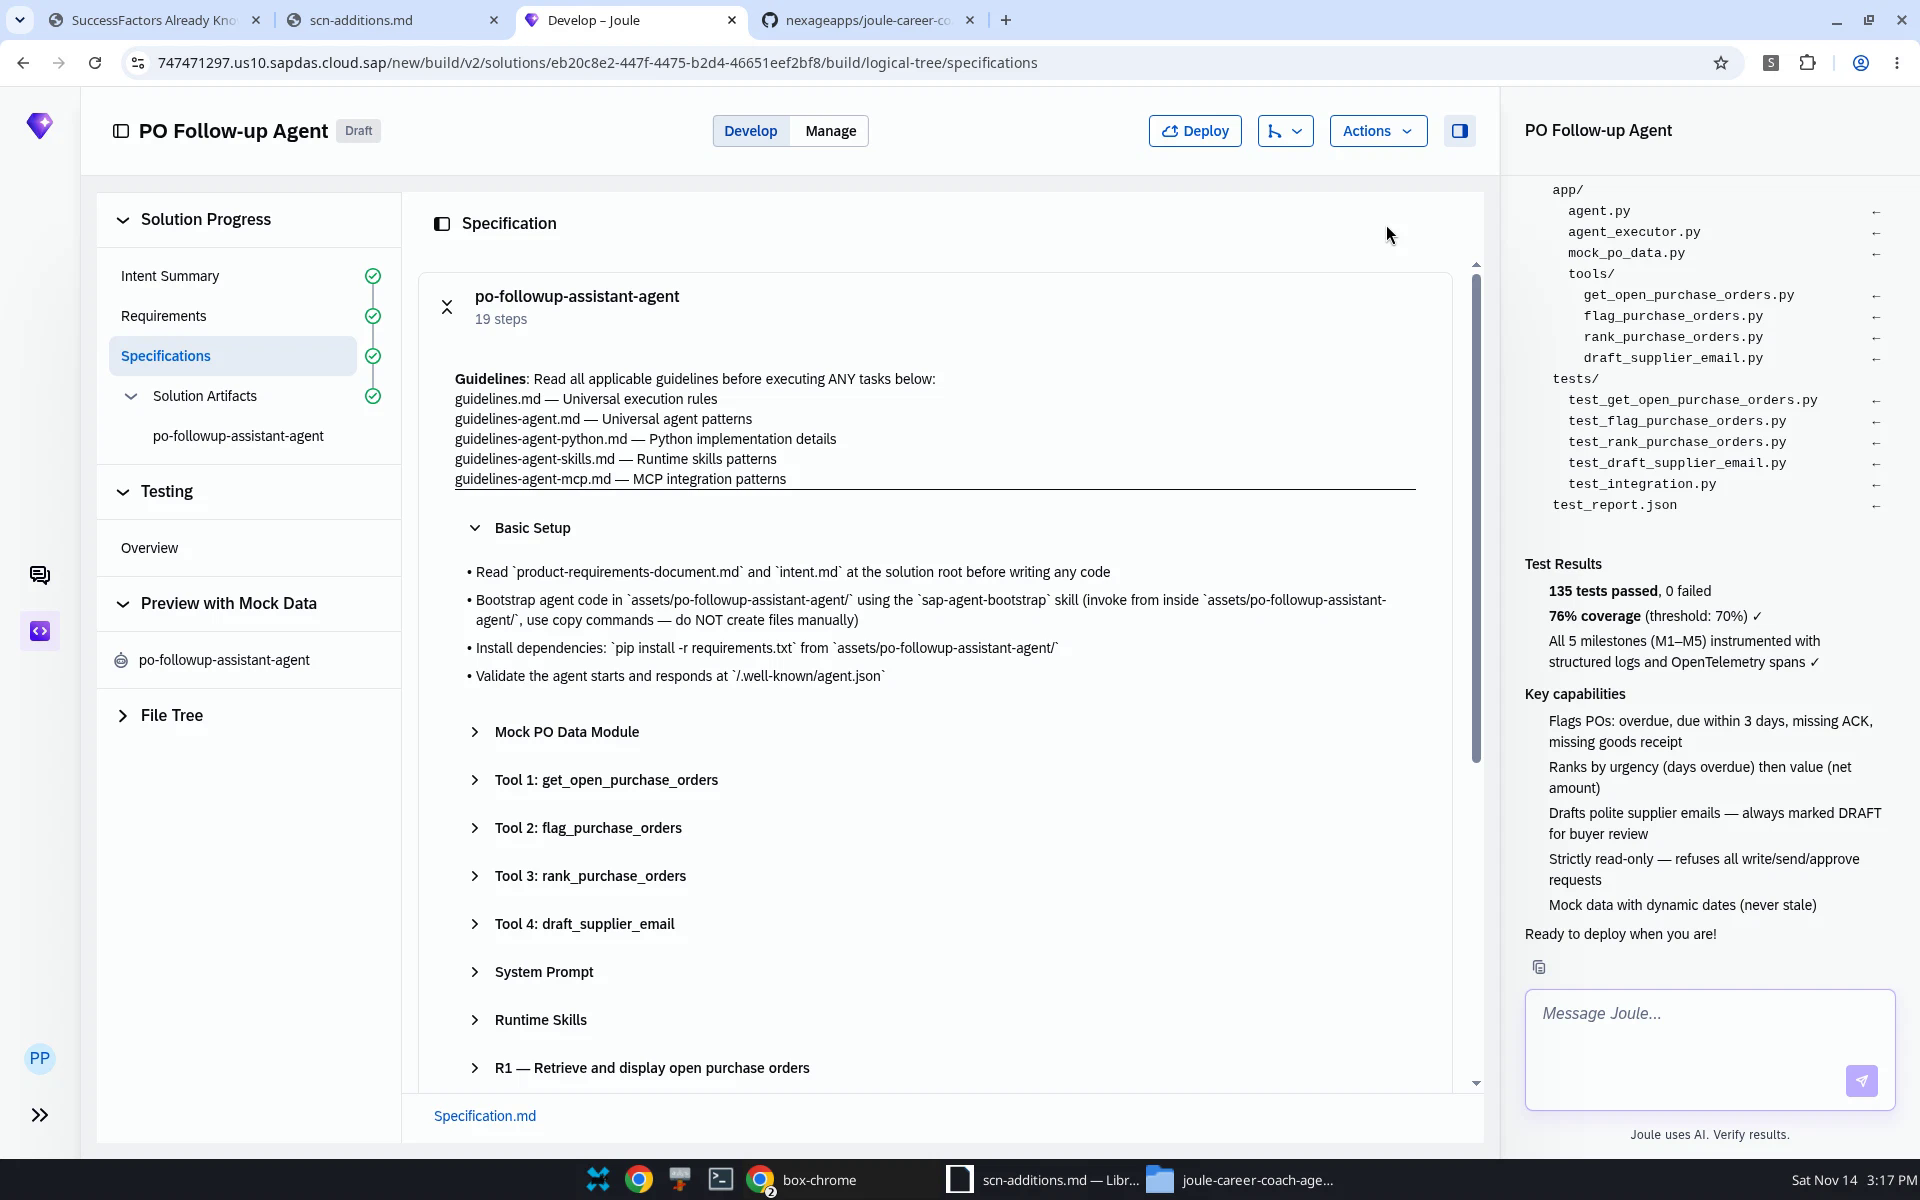 SuccessFactors Already Kno
scn-additions.md
Develop – Joule
nexageapps/joule-career-co
747471297.us10.sapdas.cloud.sap/new/build/v2/solutions/eb20c8e2-447f-4475-b2d4-46651eef2bf8/build/logical-tree/specifications
S
PO Follow-up Agent
Draft
Develop
Manage
Deploy
Actions
Solution Progress
Intent Summary
Requirements
Specifications
Solution Artifacts
po-followup-assistant-agent
Testing
Overview
Preview with Mock Data
po-followup-assistant-agent
File Tree
PP
Specification
po-followup-assistant-agent
19 steps
Guidelines: Read all applicable guidelines before executing ANY tasks below:
guidelines.md — Universal execution rules
guidelines-agent.md — Universal agent patterns
guidelines-agent-python.md — Python implementation details
guidelines-agent-skills.md — Runtime skills patterns
guidelines-agent-mcp.md — MCP integration patterns
Basic Setup
• Read `product-requirements-document.md` and `intent.md` at the solution root before writing any code
• Bootstrap agent code in `assets/po-followup-assistant-agent/` using the `sap-agent-bootstrap` skill (invoke from inside `assets/po-followup-assistant-
agent/`, use copy commands — do NOT create files manually)
• Install dependencies: `pip install -r requirements.txt` from `assets/po-followup-assistant-agent/`
• Validate the agent starts and responds at `/.well-known/agent.json`
Mock PO Data Module
Tool 1: get_open_purchase_orders
Tool 2: flag_purchase_orders
Tool 3: rank_purchase_orders
Tool 4: draft_supplier_email
System Prompt
Runtime Skills
R1 — Retrieve and display open purchase orders
Specification.md
PO Follow-up Agent
app/
agent.py ←
agent_executor.py ←
mock_po_data.py ←
tools/
get_open_purchase_orders.py ←
flag_purchase_orders.py ←
rank_purchase_orders.py ←
draft_supplier_email.py ←
tests/
test_get_open_purchase_orders.py ←
test_flag_purchase_orders.py ←
test_rank_purchase_orders.py ←
test_draft_supplier_email.py ←
test_integration.py ←
test_report.json ←
Test Results
135 tests passed, 0 failed
76% coverage (threshold: 70%) ✓
All 5 milestones (M1–M5) instrumented with
structured logs and OpenTelemetry spans ✓
Key capabilities
Flags POs: overdue, due within 3 days, missing ACK,
missing goods receipt
Ranks by urgency (days overdue) then value (net
amount)
Drafts polite supplier emails — always marked DRAFT
for buyer review
Strictly read-only — refuses all write/send/approve
requests
Mock data with dynamic dates (never stale)
Ready to deploy when you are!
Message Joule...
Joule uses AI. Verify results.
2
box-chrome
scn-additions.md — Libr...
joule-career-coach-age...
Sat Nov 14 3:17 PM